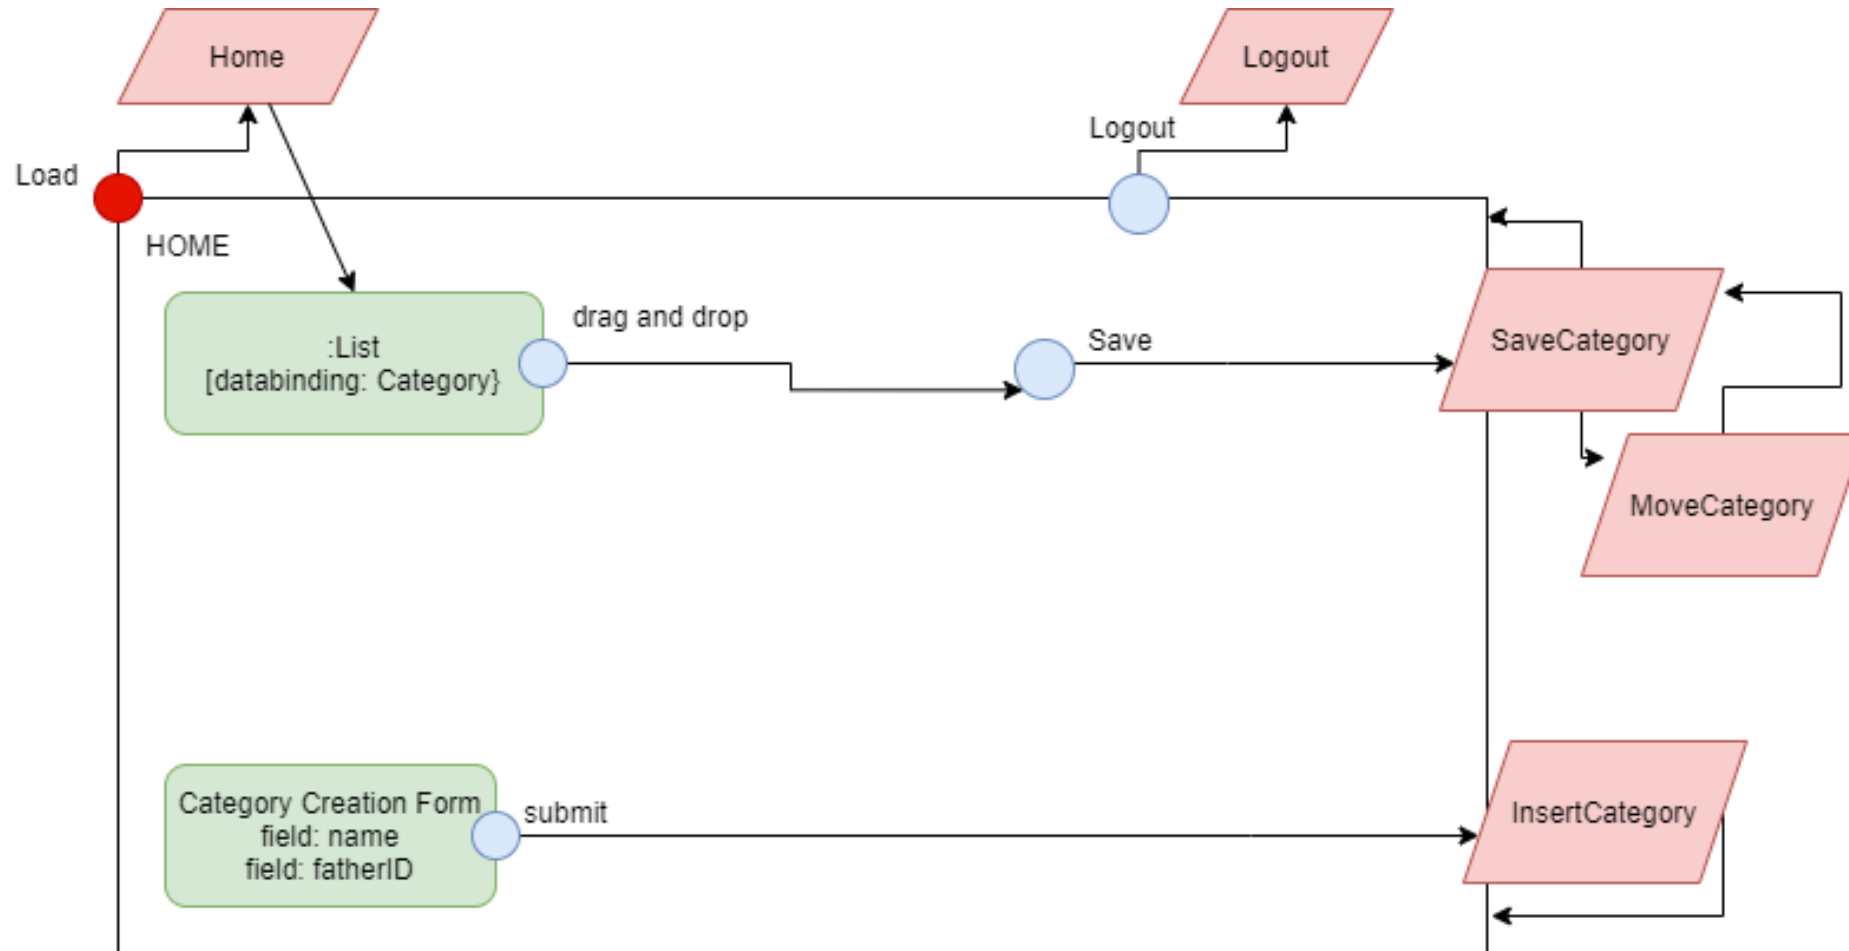 Home
Logout
Logout
Load
HOME
drag and drop
Save
:List
[databinding: Category}
SaveCategory
MoveCategory
Category Creation Form
field: name
field: fatherID
submit
InsertCategory